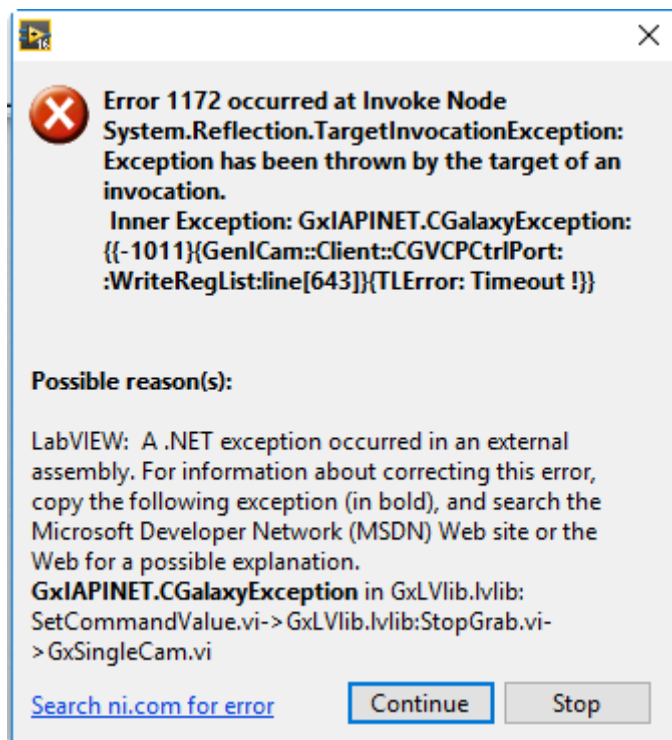 16
Error 1172 occurred at Invoke Node
System.Reflection.TargetInvocationException:
Exception has been thrown by the target of an
invocation.
Inner Exception: GxIAPINET.CGalaxyException:
{{-1011}{GenICam::Client::CGVCPCtrlPort:
:WriteRegList:line[643]}{TLError: Timeout !}}
Possible reason(s):
LabVIEW: A .NET exception occurred in an external
assembly. For information about correcting this error,
copy the following exception (in bold), and search the
Microsoft Developer Network (MSDN) Web site or the
Web for a possible explanation.
GxIAPINET.CGalaxyException in GxLVlib.lvlib:
SetCommandValue.vi->GxLVlib.lvlib:StopGrab.vi-
>GxSingleCam.vi
Search ni.com for error
Continue
Stop